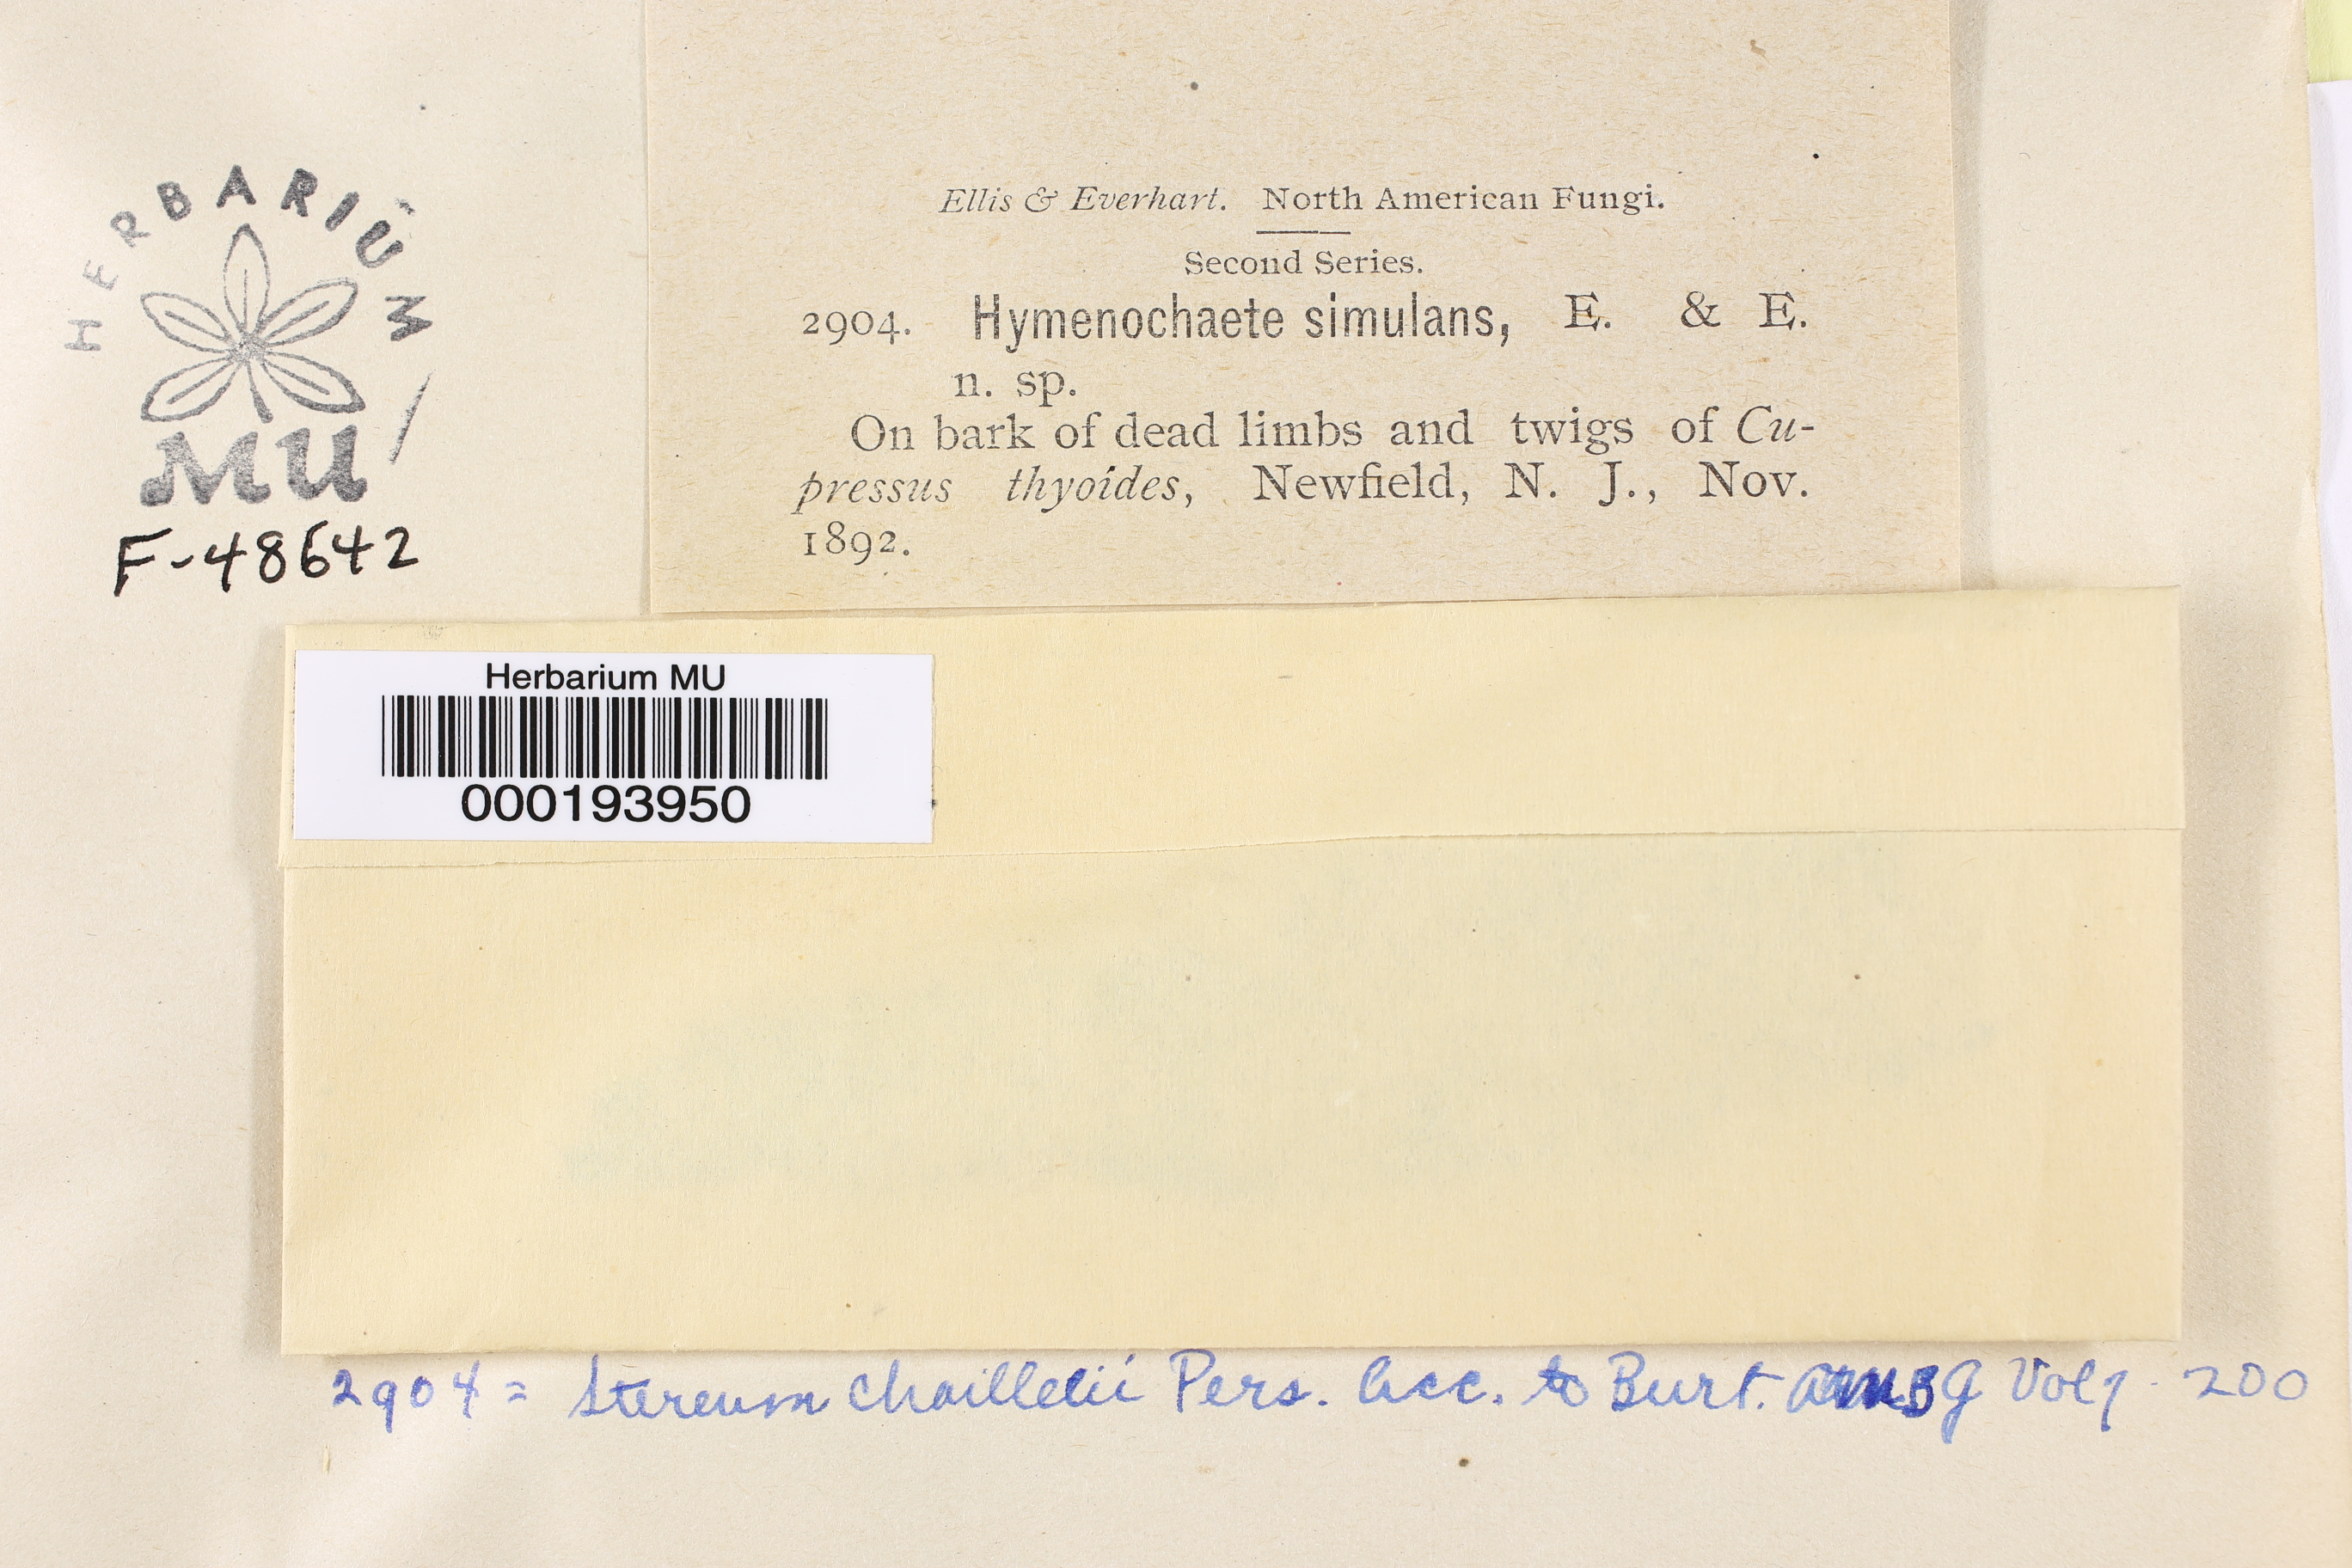 HERBARIUM
MU
F-48642
Ellis & Everhart. North American Fungi.
Second Series.
2904. Hymenochaete simulans, E. & E.
n. sp.
On bark of dead limbs and twigs of Cu-
pressus thyoides, Newfield, N. J., Nov.
1892.
Herbarium MU
000193950
2904 = Stereum chailletii Pers. Acc. to Burt. Vol 7 - 200